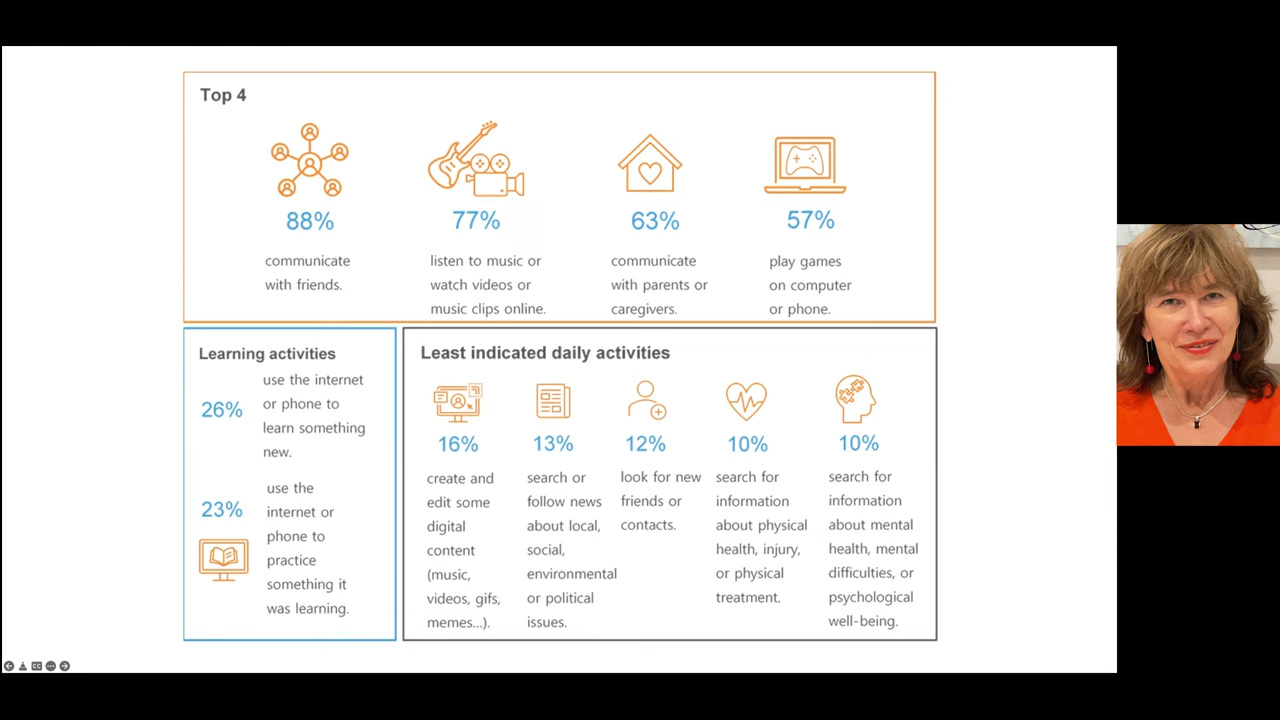 Top 4
88%
communicate
with friends.
77%
listen to music or
watch videos or
music clips online.
63%
communicate
with parents or
caregivers.
57%
play games
on computer
or phone.
Learning activities
26%
use the internet
or phone to
learn something
new.
23%
use the
internet or
phone to
practice
something it
was learning.
Least indicated daily activities
16%
create and
edit some
digital
content
(music,
videos, gifs,
memes...).
13%
search or
follow news
about local,
social,
environmental
or political
issues.
12%
look for new
friends or
contacts.
10%
search for
information
about physical
health, injury,
or physical
treatment.
10%
search for
information
about mental
health, mental
difficulties, or
psychological
well-being.